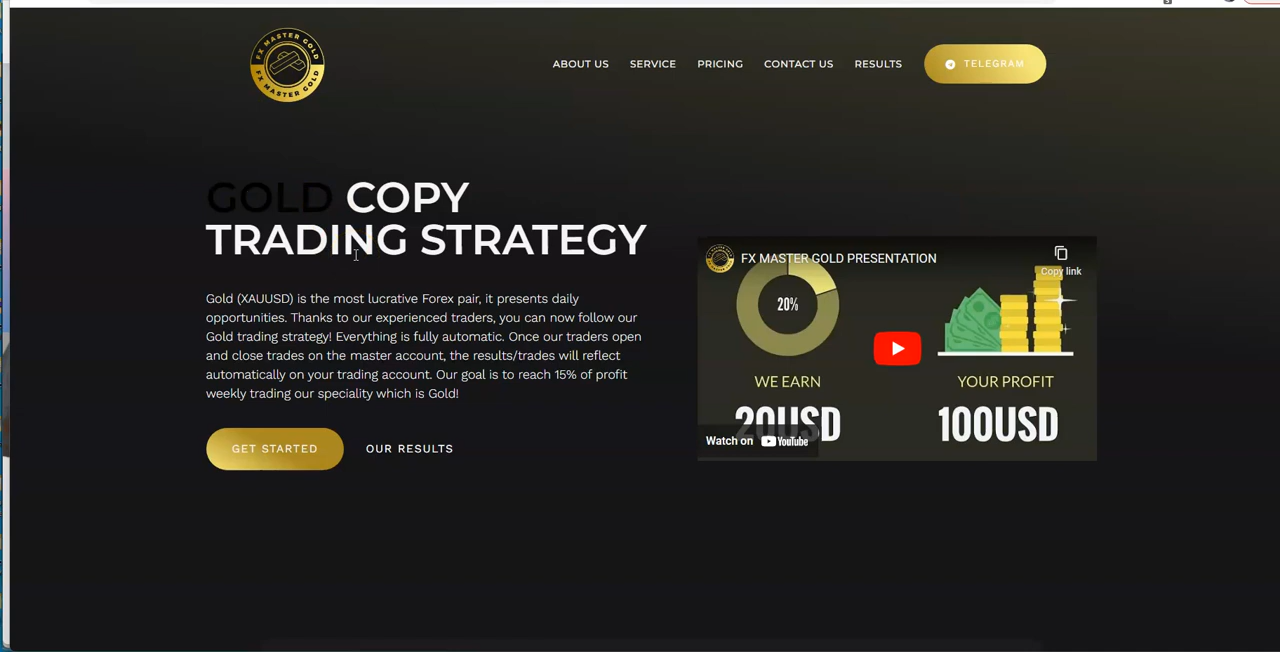 FX MASTER GOLD
FX MASTER GOLD
ABOUT US
SERVICE
PRICING
CONTACT US
RESULTS
TELEGRAM
GOLD COPY
TRADING STRATEGY
Gold (XAUUSD) is the most lucrative Forex pair, it presents daily
opportunities. Thanks to our experienced traders, you can now follow our
Gold trading strategy! Everything is fully automatic. Once our traders open
and close trades on the master account, the results/trades will reflect
automatically on your trading account. Our goal is to reach 15% of profit
weekly trading our speciality which is Gold!
GET STARTED
OUR RESULTS
FX MASTER GOLD PRESENTATION
Copy link
20%
WE EARN
YOUR PROFIT
20USD
100USD
Watch on YouTube